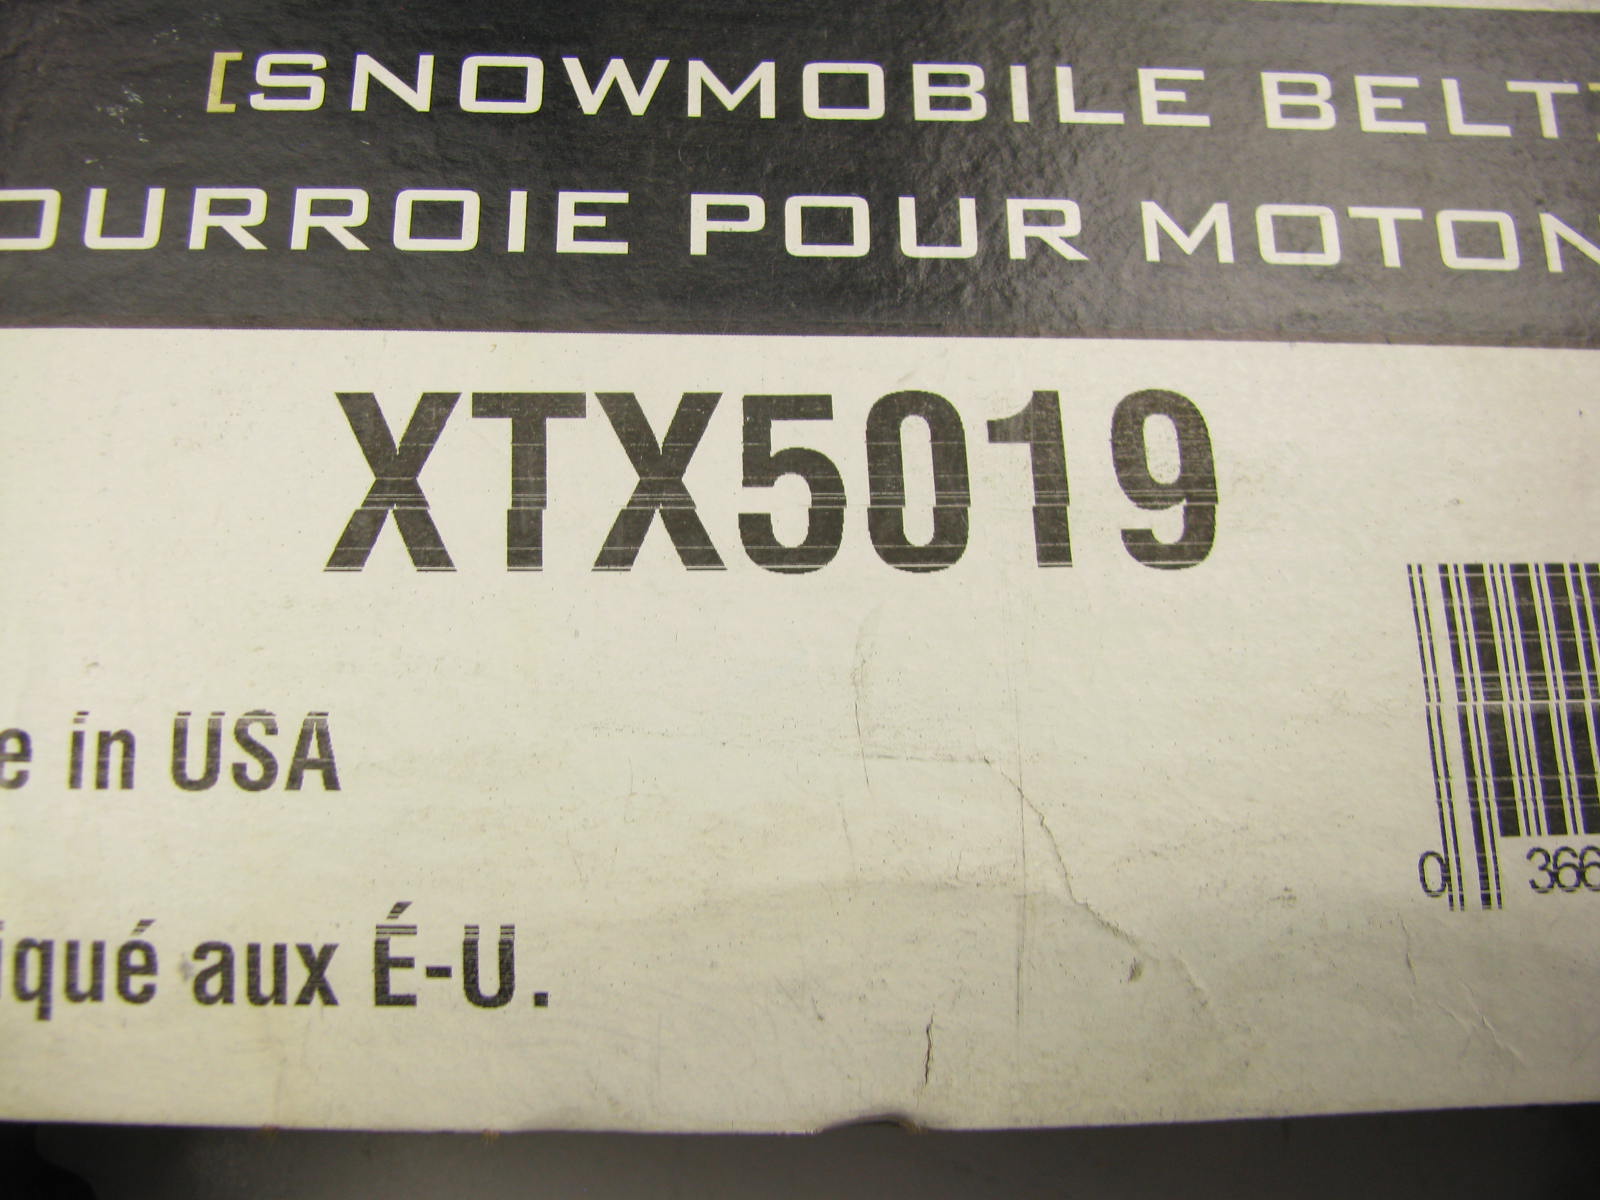 [SNOWMOBILE BELT]
OURROIE POUR MOTON
XTX5019
e in USA
iqué aux É-U.
0 366